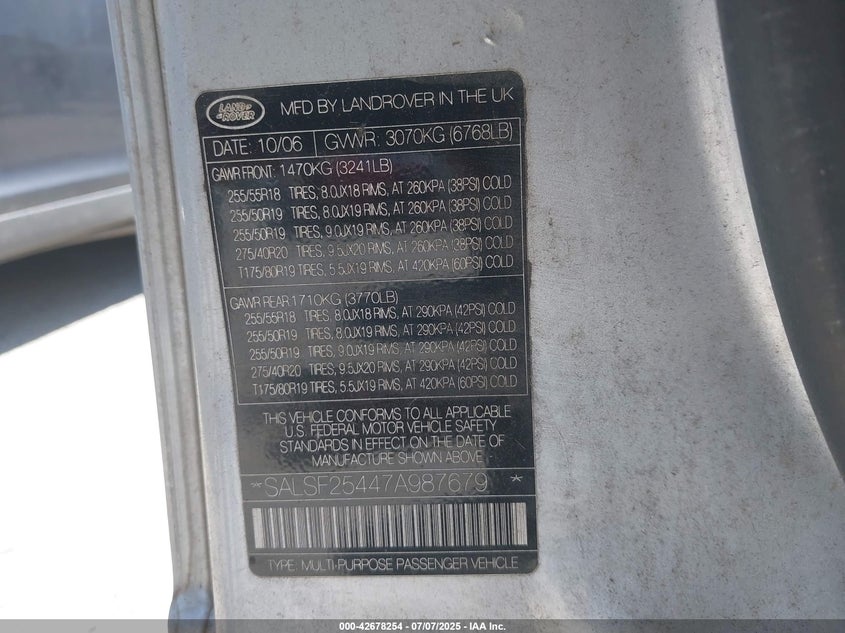 LAND ROVER
MFD BY LANDROVER IN THE UK
DATE: 10/06 GVWR: 3070KG (6768LB)
GAWR FRONT: 1470KG (3241LB)
255/55R18 TIRES, 8.0JX18 RIMS, AT 260KPA (38PSI) COLD
255/50R19 TIRES, 8.0JX19 RIMS, AT 260KPA (38PSI) COLD
255/50R19 TIRES, 9.0JX19 RIMS, AT 260KPA (38PSI) COLD
275/40R20 TIRES, 9.5JX20 RIMS, AT 260KPA (38PSI) COLD
T175/80R19 TIRES, 5.5JX19 RIMS, AT 420KPA (60PSI) COLD
GAWR REAR: 1710KG (3770LB)
255/55R18 TIRES, 8.0JX18 RIMS, AT 290KPA (42PSI) COLD
255/50R19 TIRES, 8.0JX19 RIMS, AT 290KPA (42PSI) COLD
255/50R19 TIRES, 9.0JX19 RIMS, AT 290KPA (42PSI) COLD
275/40R20 TIRES, 9.5JX20 RIMS, AT 290KPA (42PSI) COLD
T175/80R19 TIRES, 5.5JX19 RIMS, AT 420KPA (60PSI) COLD
THIS VEHICLE CONFORMS TO ALL APPLICABLE
U.S. FEDERAL MOTOR VEHICLE SAFETY
STANDARDS IN EFFECT ON THE DATE OF
MANUFACTURE SHOWN ABOVE
*SALSF25447A987679 *
TYPE: MULTI-PURPOSE PASSENGER VEHICLE
000-42678254 - 07/07/2025 - IAA Inc.